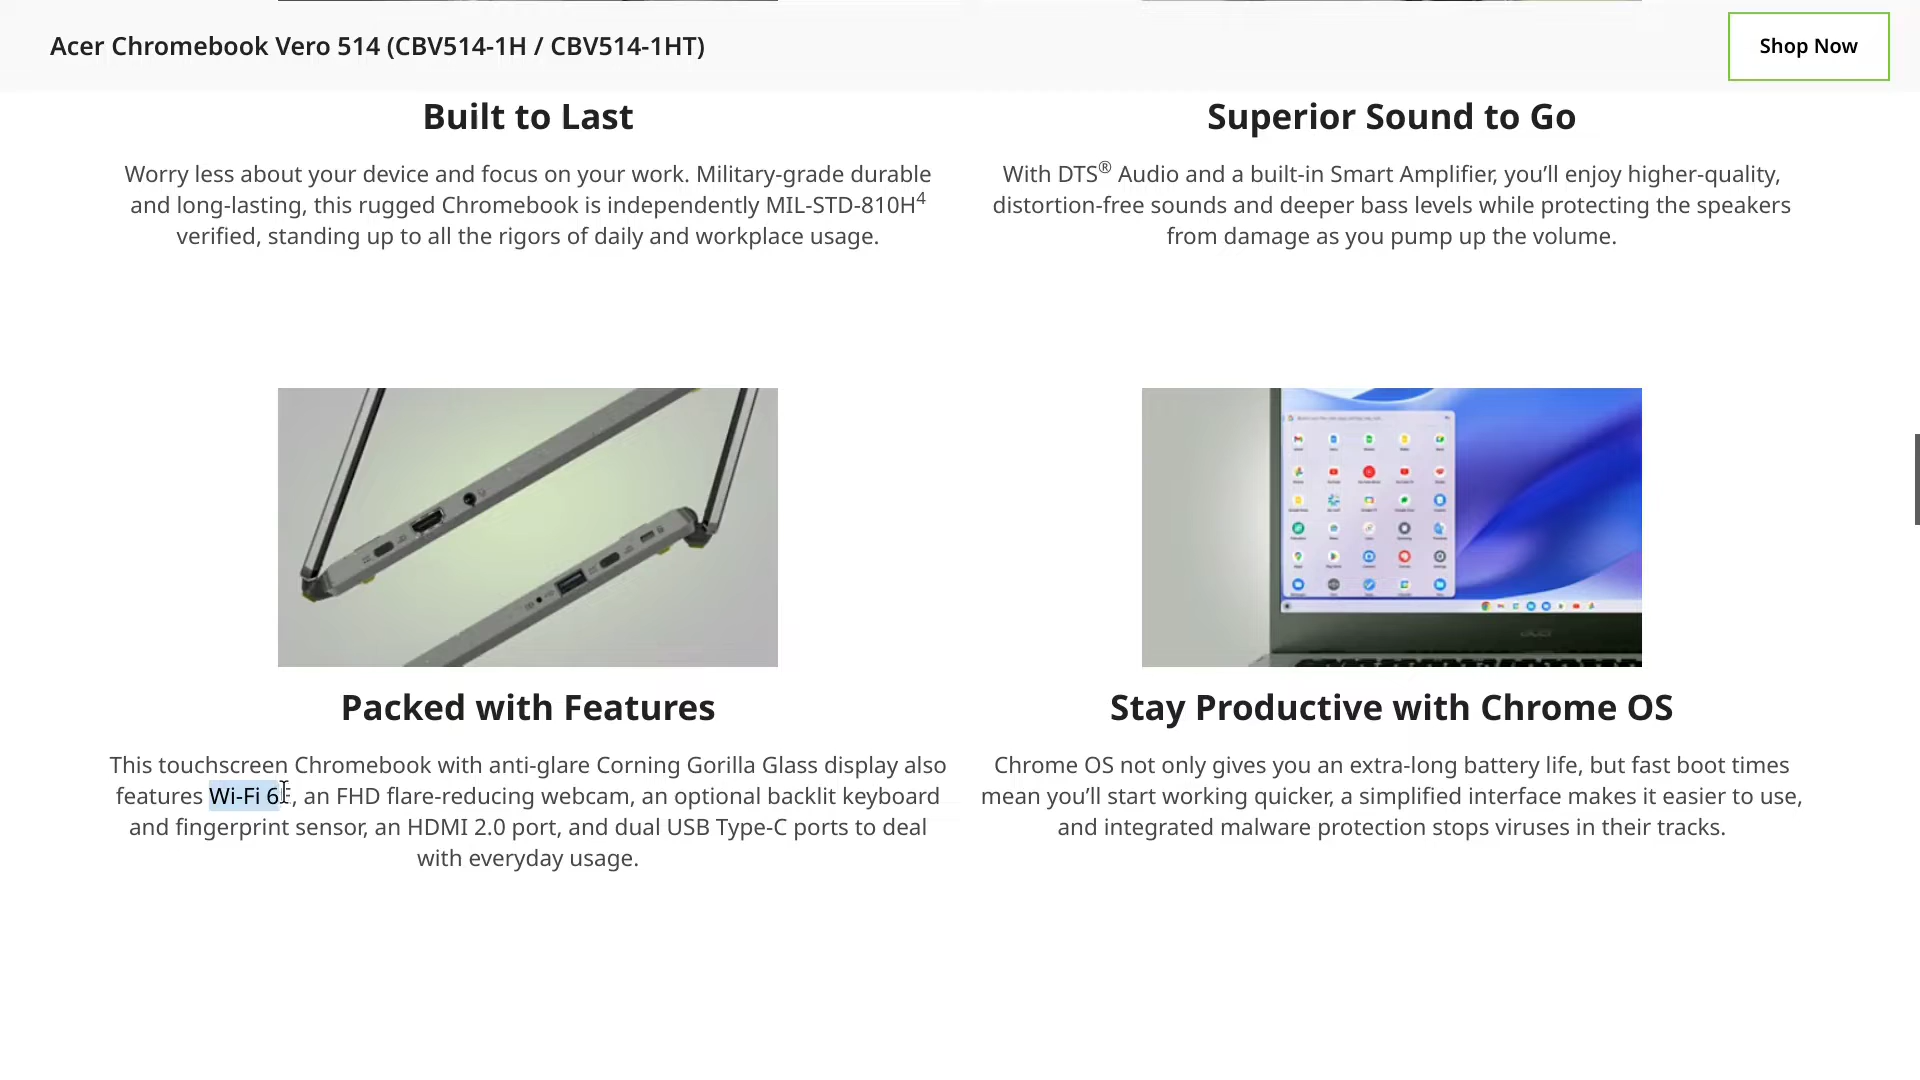 Acer Chromebook Vero 514 (CBV514-1H / CBV514-1HT)
Shop Now
Built to Last
Worry less about your device and focus on your work. Military-grade durable
and long-lasting, this rugged Chromebook is independently MIL-STD-810H⁴
verified, standing up to all the rigors of daily and workplace usage.
Superior Sound to Go
With DTS® Audio and a built-in Smart Amplifier, you’ll enjoy higher-quality,
distortion-free sounds and deeper bass levels while protecting the speakers
from damage as you pump up the volume.
acer
Packed with Features
This touchscreen Chromebook with anti-glare Corning Gorilla Glass display also
features Wi-Fi 6E, an FHD flare-reducing webcam, an optional backlit keyboard
and fingerprint sensor, an HDMI 2.0 port, and dual USB Type-C ports to deal
with everyday usage.
Stay Productive with Chrome OS
Chrome OS not only gives you an extra-long battery life, but fast boot times
mean you’ll start working quicker, a simplified interface makes it easier to use,
and integrated malware protection stops viruses in their tracks.